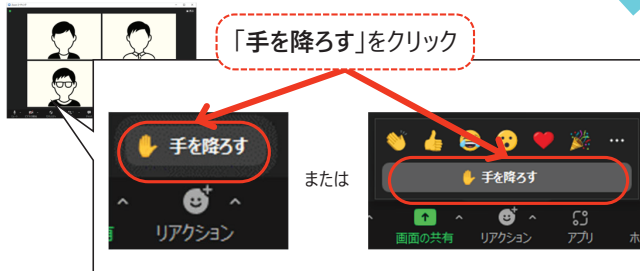 「手を降ろす」をクリック
手を降ろす
リアクション
または
手を降ろす
画面の共有
リアクション
アプリ